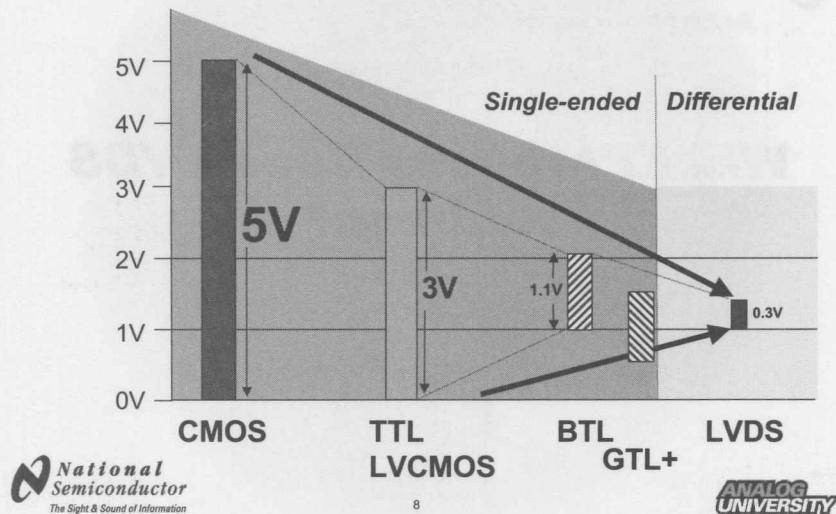 5V
4V
3V
2V
1V
0V
Single-ended
Differential
5V
3V
1.1V
0.3V
CMOS
TTL
LVCMOS
BTL
GTL+
LVDS
National
Semiconductor
The Sight & Sound of Information
8
ANALOG
UNIVERSITY